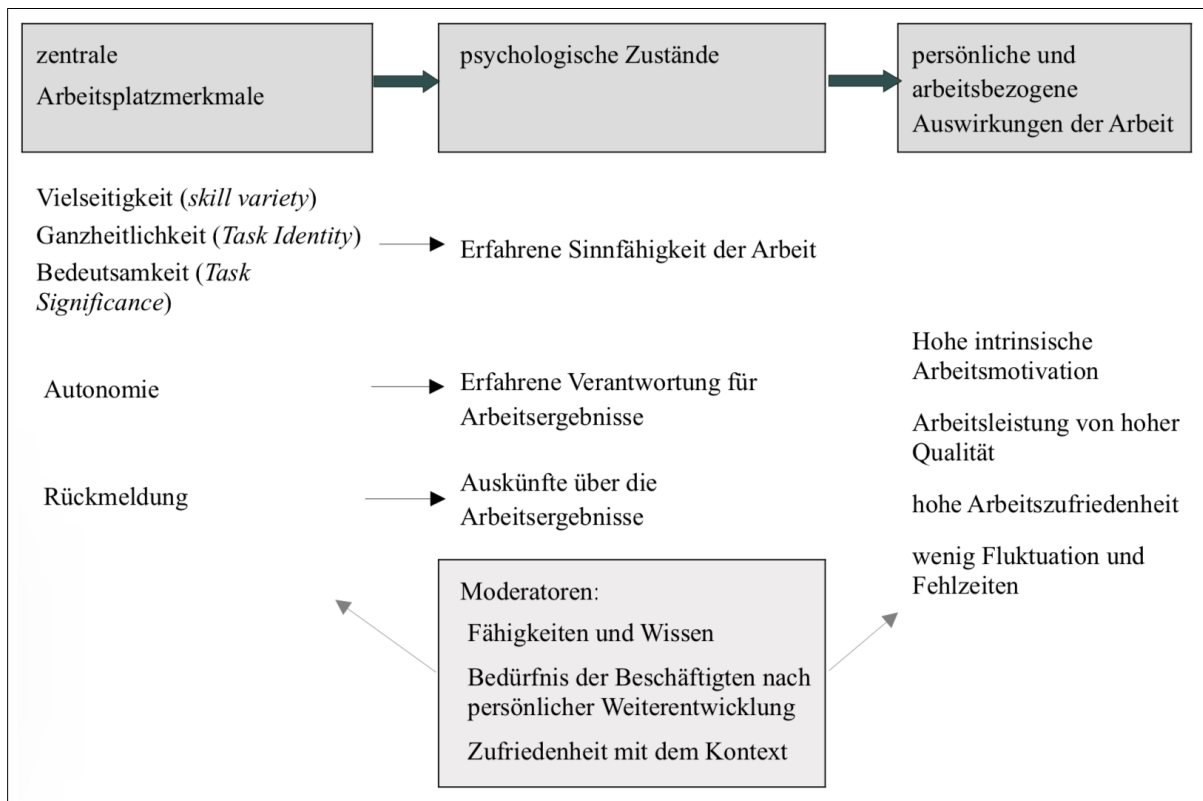 zentrale
Arbeitsplatzmerkmale
psychologische Zustände
persönliche und
arbeitsbezogene
Auswirkungen der Arbeit
Vielseitigkeit (skill variety)
Ganzheitlichkeit (Task Identity)
Bedeutsamkeit (Task
Significance)
Erfahrene Sinnfähigkeit der Arbeit
Autonomie
Erfahrene Verantwortung für
Arbeitsergebnisse
Rückmeldung
Auskünfte über die
Arbeitsergebnisse
Hohe intrinsische
Arbeitsmotivation
Arbeitsleistung von hoher
Qualität
hohe Arbeitszufriedenheit
wenig Fluktuation und
Fehlzeiten
Moderatoren:
Fähigkeiten und Wissen
Bedürfnis der Beschäftigten nach
persönlicher Weiterentwicklung
Zufriedenheit mit dem Kontext